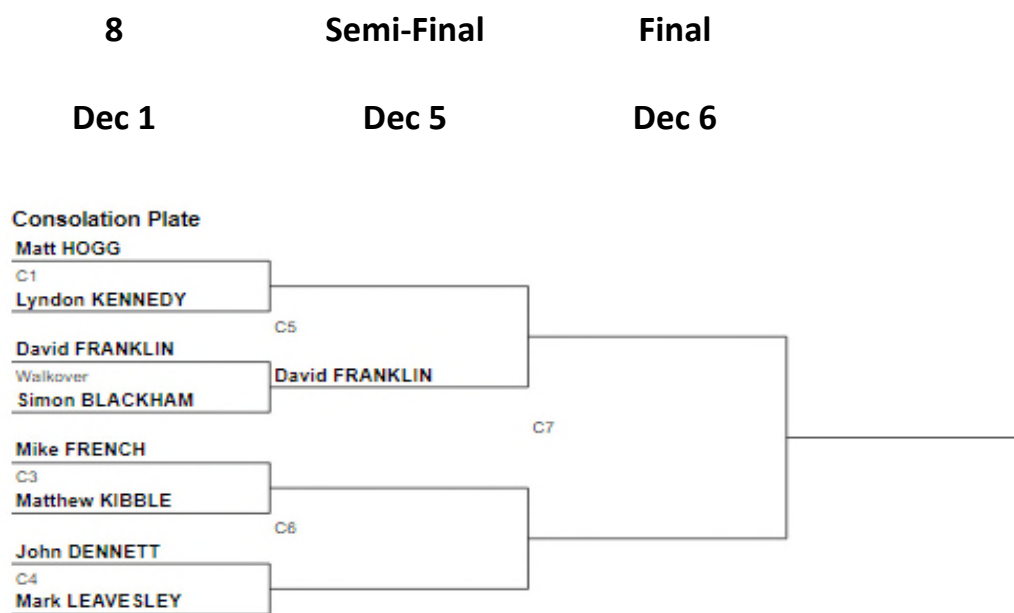 8 Semi-Final Final
Dec 1 Dec 5 Dec 6
Consolation Plate
Matt HOGG
C1
Lyndon KENNEDY
C5
David FRANKLIN
Walkover
David FRANKLIN
Simon BLACKHAM
C7
Mike FRENCH
C3
Matthew KIBBLE
C6
John DENNETT
C4
Mark LEAVESLEY